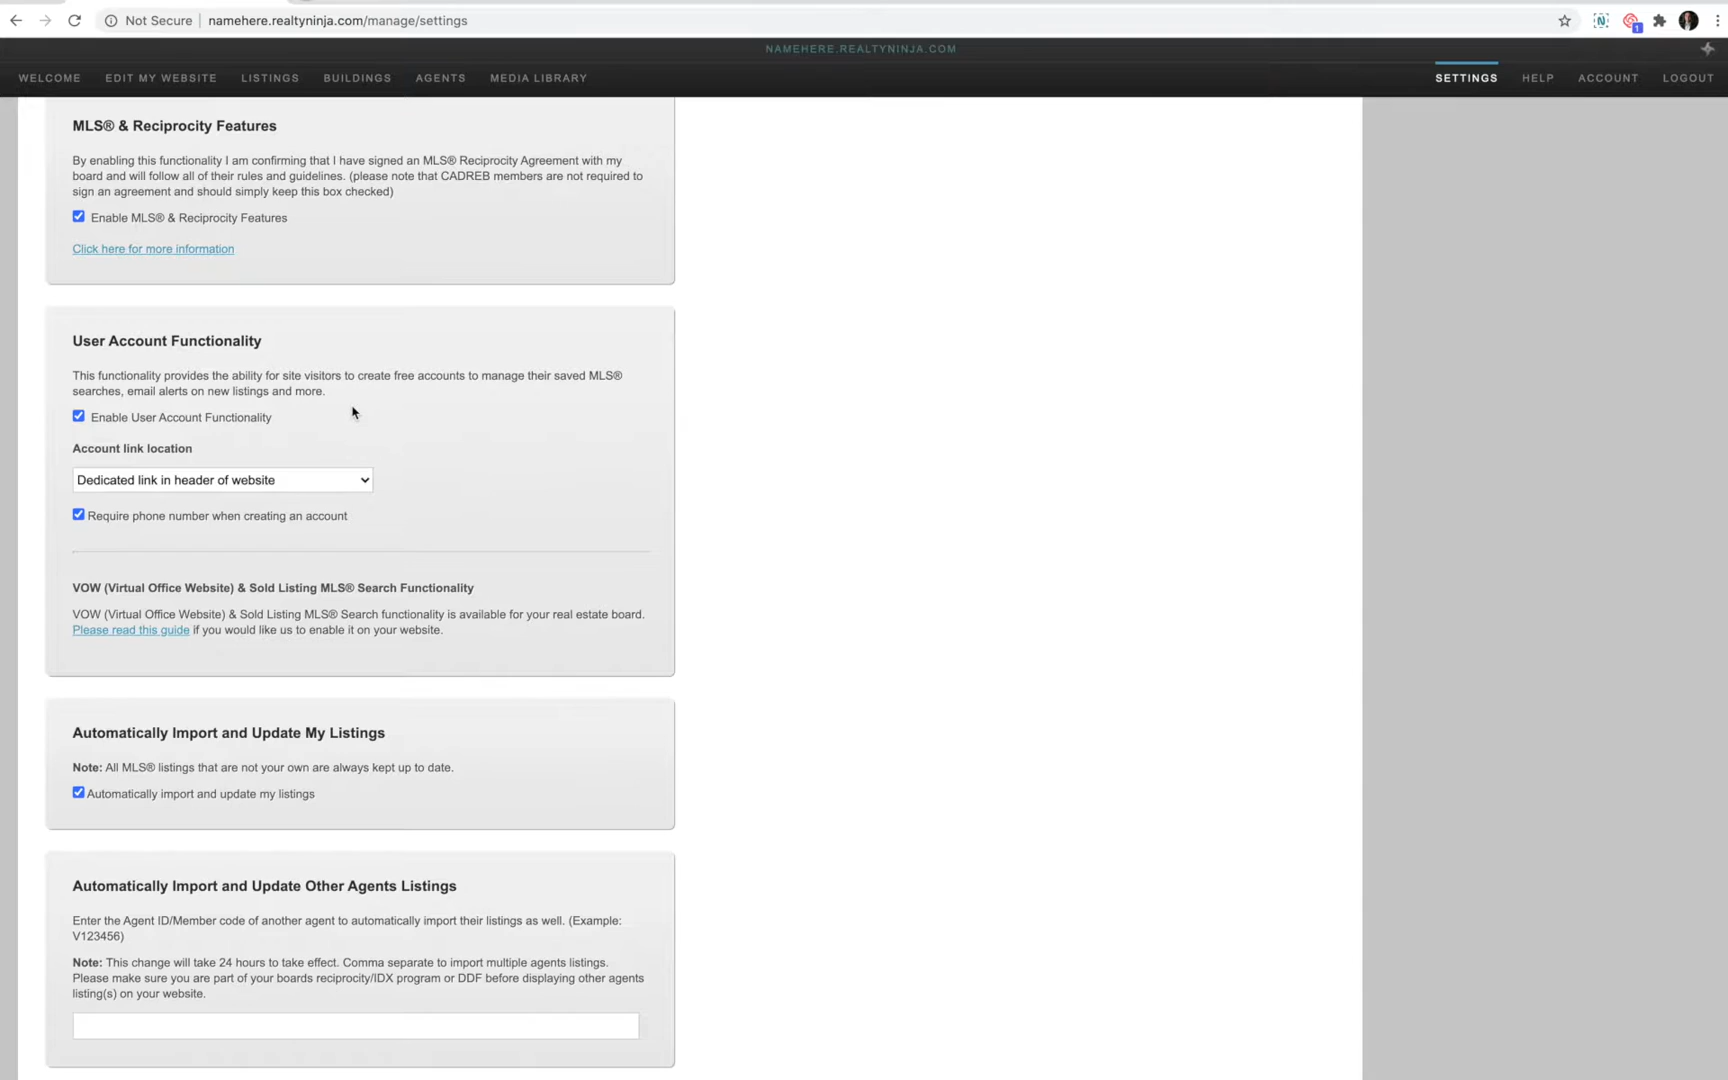 Not Secure | namehere.realtyninja.com/manage/settings
N
1
NAMEHERE.REALTYNINJA.COM
WELCOME EDIT MY WEBSITE LISTINGS BUILDINGS AGENTS MEDIA LIBRARY SETTINGS HELP ACCOUNT LOGOUT
MLS® & Reciprocity Features
By enabling this functionality I am confirming that I have signed an MLS® Reciprocity Agreement with my
board and will follow all of their rules and guidelines. (please note that CADREB members are not required to
sign an agreement and should simply keep this box checked)
Enable MLS® & Reciprocity Features
Click here for more information
User Account Functionality
This functionality provides the ability for site visitors to create free accounts to manage their saved MLS®
searches, email alerts on new listings and more.
Enable User Account Functionality
Account link location
Dedicated link in header of website
Require phone number when creating an account
VOW (Virtual Office Website) & Sold Listing MLS® Search Functionality
VOW (Virtual Office Website) & Sold Listing MLS® Search functionality is available for your real estate board.
Please read this guide if you would like us to enable it on your website.
Automatically Import and Update My Listings
Note: All MLS® listings that are not your own are always kept up to date.
Automatically import and update my listings
Automatically Import and Update Other Agents Listings
Enter the Agent ID/Member code of another agent to automatically import their listings as well. (Example:
V123456)
Note: This change will take 24 hours to take effect. Comma separate to import multiple agents listings.
Please make sure you are part of your boards reciprocity/IDX program or DDF before displaying other agents
listing(s) on your website.